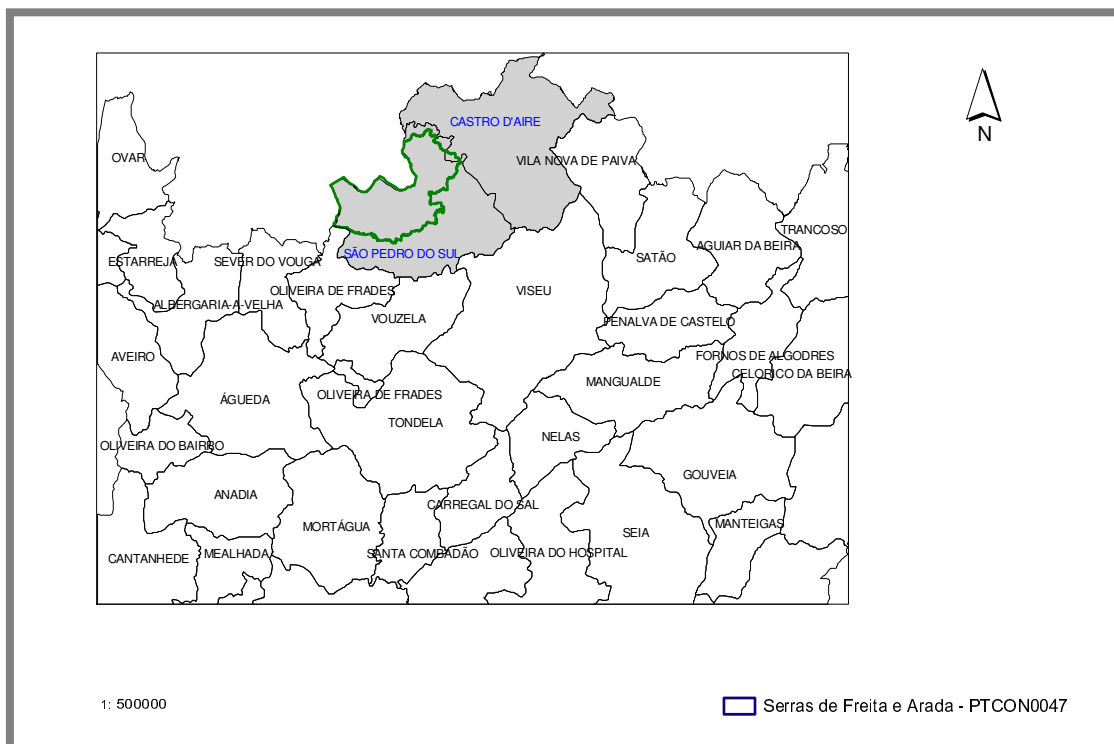 CASTRO D'AIRE
N
OVAR
VILA NOVA DE PAIVA
TRANCOSO
AGUIAR DA BEIRA
SÃO PEDRO DO SUL
SATÃO
ESTARREJA
SEVER DO VOUGA
OLIVEIRA DE FRADES
VISEU
ALBERGARIA-A-VELHA
VOUZELA
PENALVA DE CASTELO
AVEIRO
FORNOS DE ALGODRES
CELORICO DA BEIRA
MANGUALDE
ÁGUEDA
OLIVEIRA DE FRADES
TONDELA
OLIVEIRA DO BAIRRO
NELAS
GOUVEIA
ANADIA
CARREGAL DO SAL
MORTÁGUA
MANTEIGAS
SEIA
CANTANHEDE
MEALHADA
SANTA COMBADÃO
OLIVEIRA DO HOSPITAL
1: 500000
Serras de Freita e Arada - PTCON0047